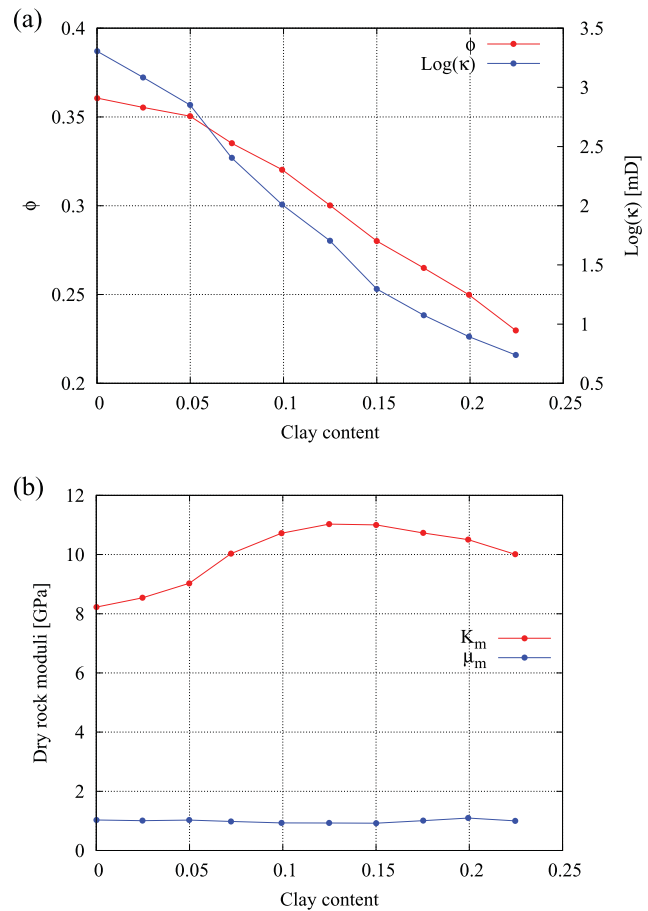 (a)
0.4
0.35
0.3
0.25
0.2
ϕ
3.5
3
2.5
2
1.5
1
0.5
Log(κ) [mD]
ϕ
Log(κ)
0 0.05 0.1 0.15 0.2 0.25
Clay content
(b)
12
10
8
6
4
2
0
Dry rock moduli [GPa]
K_m
μ_m
0 0.05 0.1 0.15 0.2 0.25
Clay content